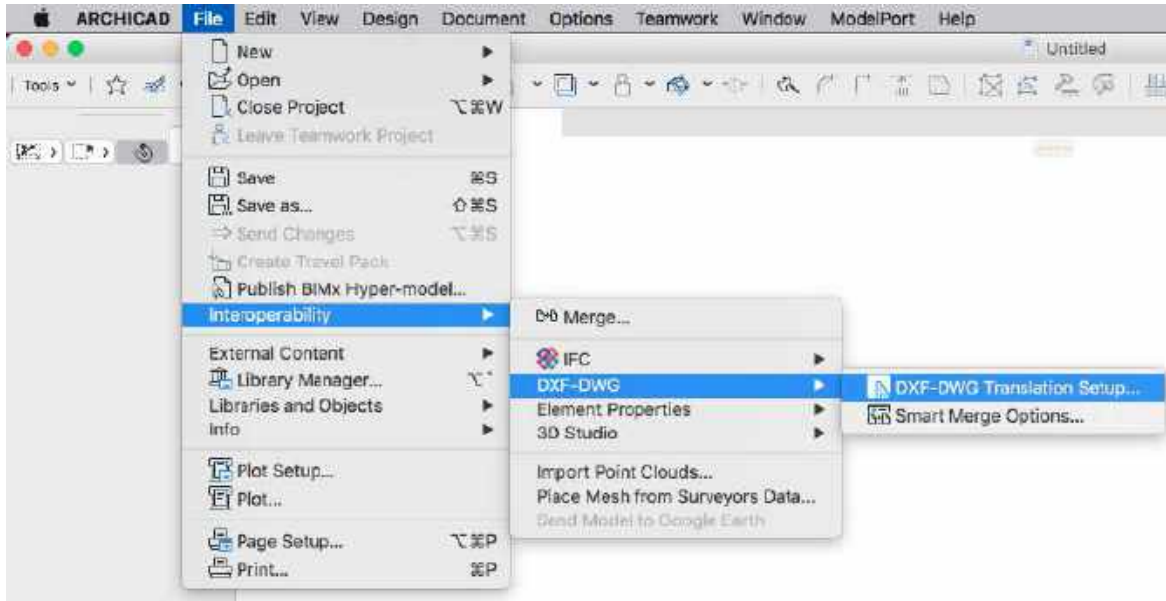 ARCHICAD File Edit View Design Document Options Teamwork Window ModelPort Help
Untitled
Tools
New
Open
Close Project ⌥⌘W
Leave Teamwork Project
Save ⌘S
Save as... ⇧⌘S
Send Changes ⌥⌘S
Create Travel Pack
Publish BIMx Hyper-model...
Interoperability
External Content
Library Manager...
Libraries and Objects
Info
Plot Setup...
Plot...
Page Setup... ⌥⌘P
Print... ⌘P
Merge...
IFC
DXF-DWG
Element Properties
3D Studio
Import Point Clouds...
Place Mesh from Surveyors Data...
Send Model to Google Earth
DXF-DWG Translation Setup...
Smart Merge Options...